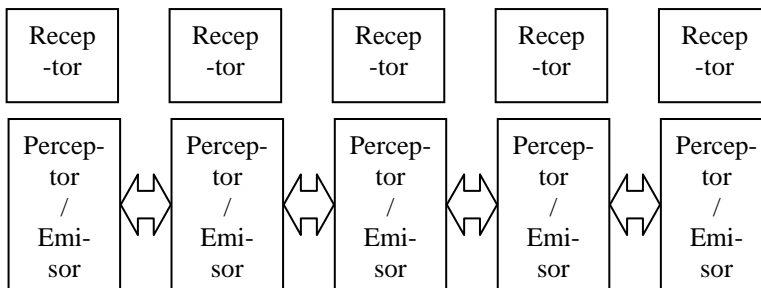 Recep
-tor
Recep
-tor
Recep
-tor
Recep
-tor
Recep
-tor
Percep-
tor
/
Emi-
sor
Percep-
tor
/
Emi-
sor
Percep-
tor
/
Emi-
sor
Percep-
tor
/
Emi-
sor
Percep-
tor
/
Emi-
sor